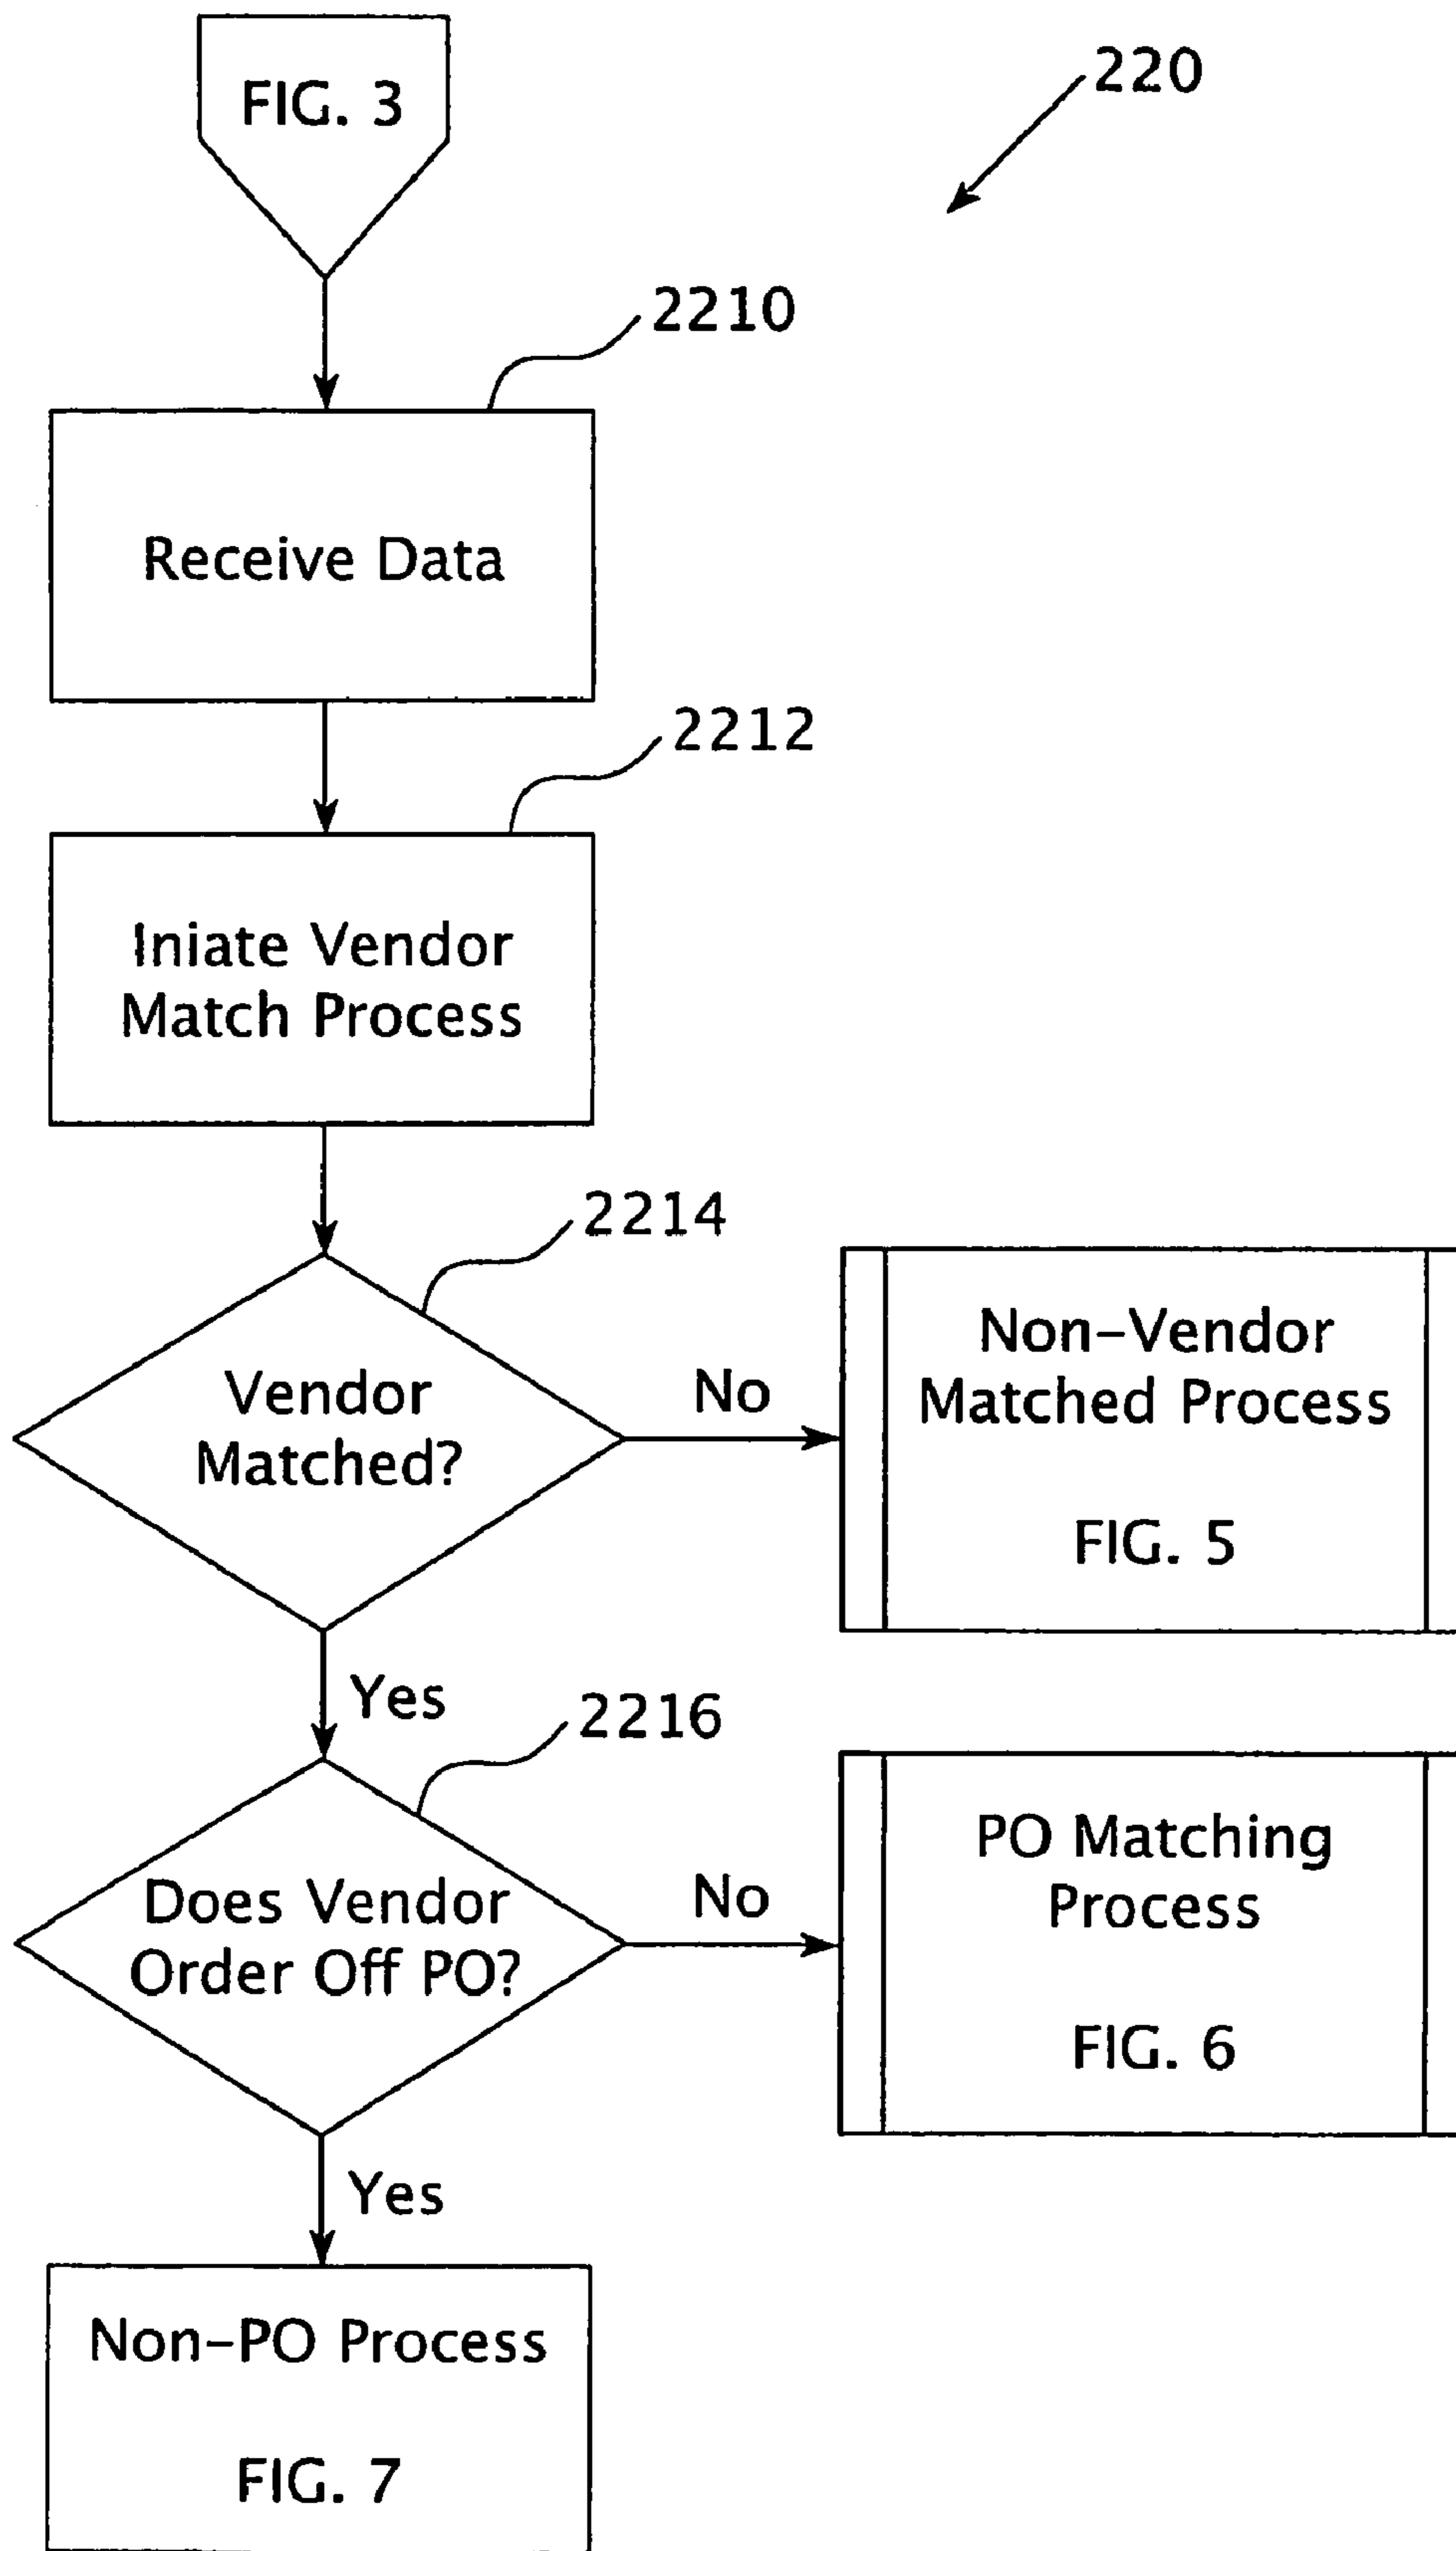 FIG. 3
220
2210
Receive Data
2212
Iniate Vendor
Match Process
2214
Vendor
Matched?
No
Non-Vendor
Matched Process
FIG. 5
Yes
2216
Does Vendor
Order Off PO?
No
PO Matching
Process
FIG. 6
Yes
Non-PO Process
FIG. 7